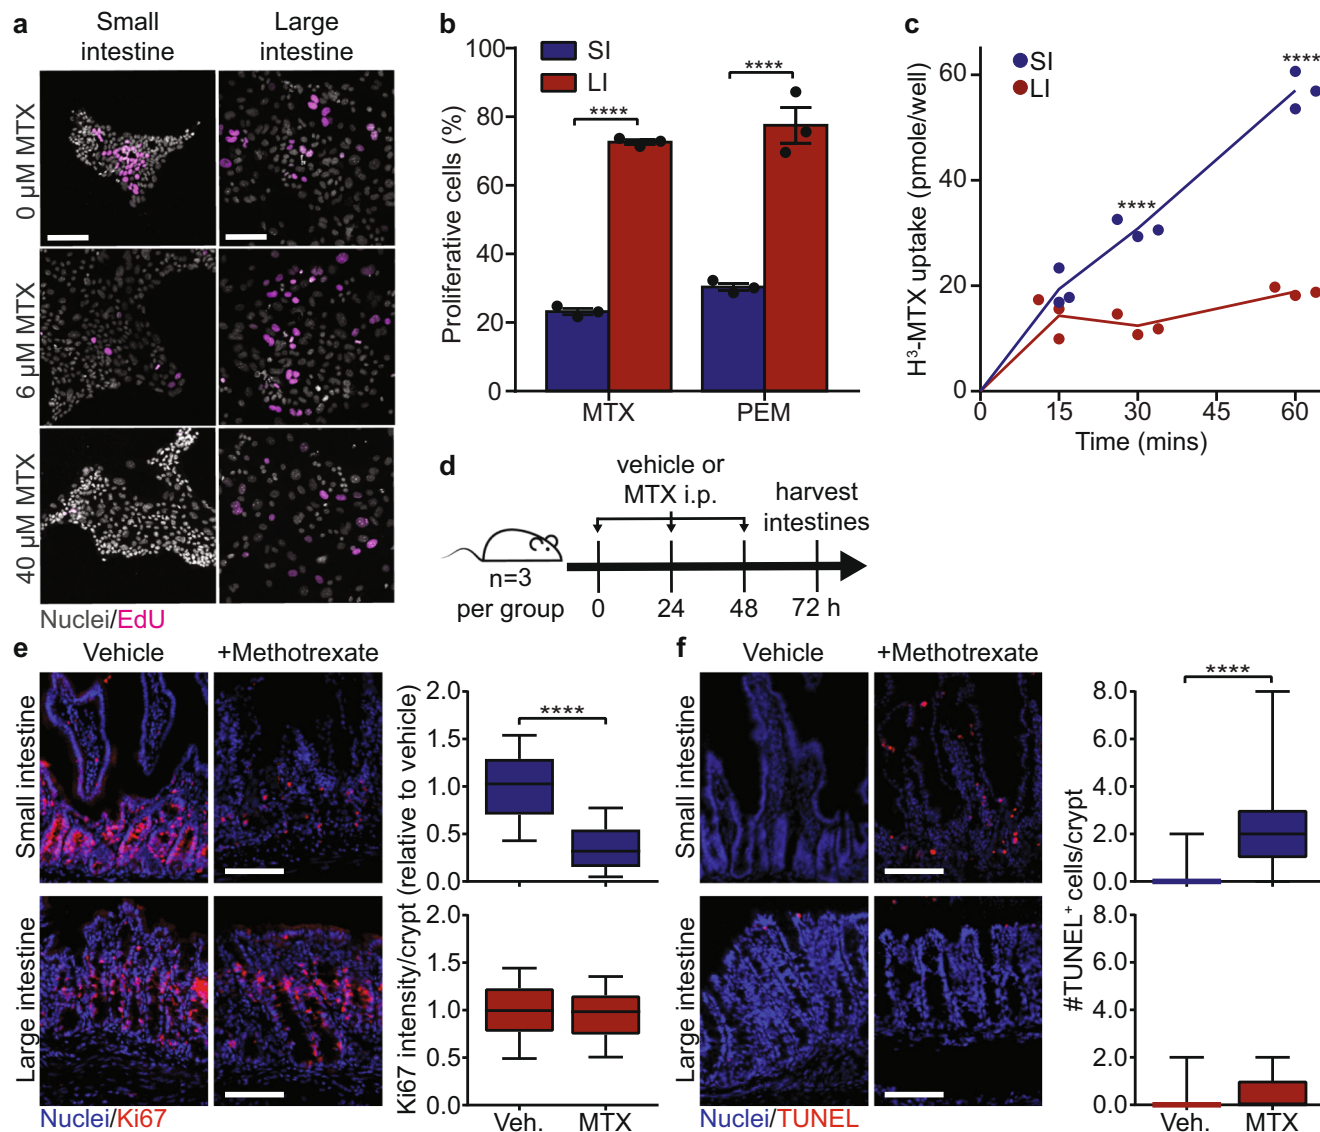 a
Small
intestine
Large
intestine
0 µM MTX
6 µM MTX
40 µM MTX
Nuclei/EdU
b
100
80
60
40
20
0
Proliferative cells (%)
SI
LI
****
****
MTX
PEM
c
SI
LI
****
****
60
40
20
0
H³-MTX uptake (pmole/well)
0
15
30
45
60
Time (mins)
d
vehicle or
MTX i.p.
harvest
intestines
n=3
per group
0
24
48
72 h
e
Vehicle
+Methotrexate
Small intestine
Large intestine
Nuclei/Ki67
Ki67 intensity/crypt (relative to vehicle)
2.0
1.5
1.0
0.5
0.0
****
2.0
1.5
1.0
0.5
0.0
Veh.
MTX
f
Vehicle
+Methotrexate
Small intestine
Large intestine
Nuclei/TUNEL
#TUNEL⁺ cells/crypt
8.0
6.0
4.0
2.0
0.0
****
8.0
6.0
4.0
2.0
0.0
Veh.
MTX